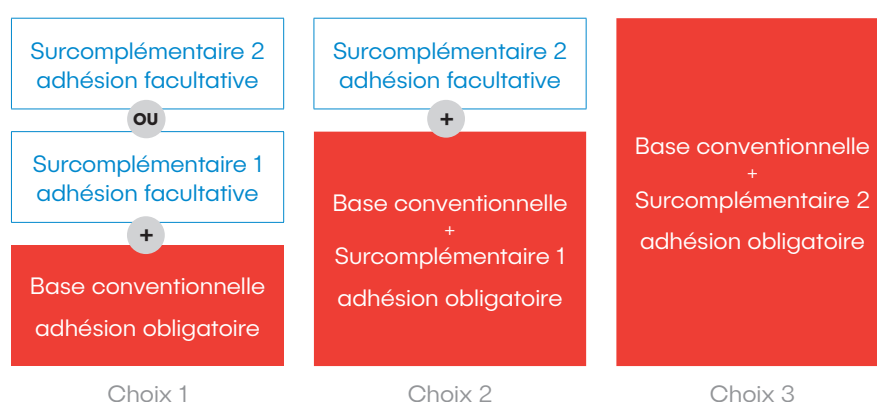 Surcomplémentaire 2
adhésion facultative
OU
Surcomplémentaire 1
adhésion facultative
+
Base conventionnelle
adhésion obligatoire
Choix 1
Surcomplémentaire 2
adhésion facultative
+
Base conventionnelle
+
Surcomplémentaire 1
adhésion obligatoire
Choix 2
Base conventionnelle
+
Surcomplémentaire 2
adhésion obligatoire
Choix 3